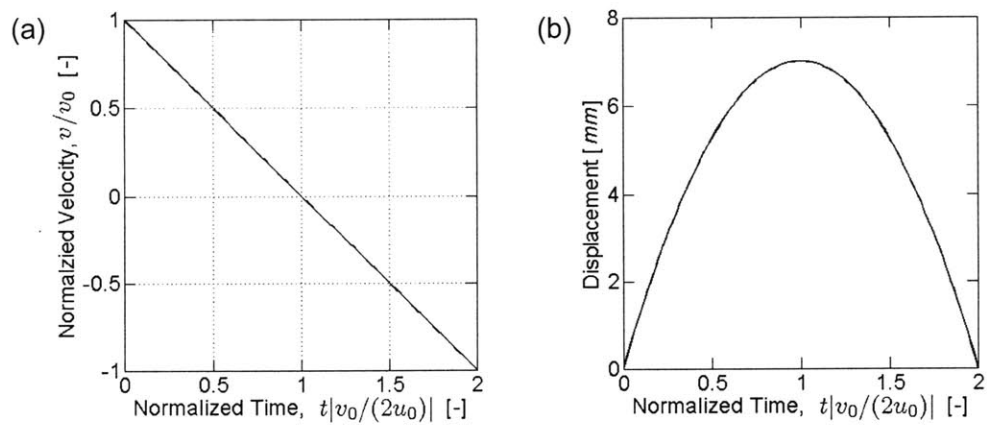 (a)
Normalzied Velocity, v/v₀ [-]
1
0.5
0
-0.5
-1
0 0.5 1 1.5 2
Normalized Time, t|v₀/(2u₀)| [-]
(b)
Displacement [mm]
8
6
4
2
0
0 0.5 1 1.5 2
Normalized Time, t|v₀/(2u₀)| [-]